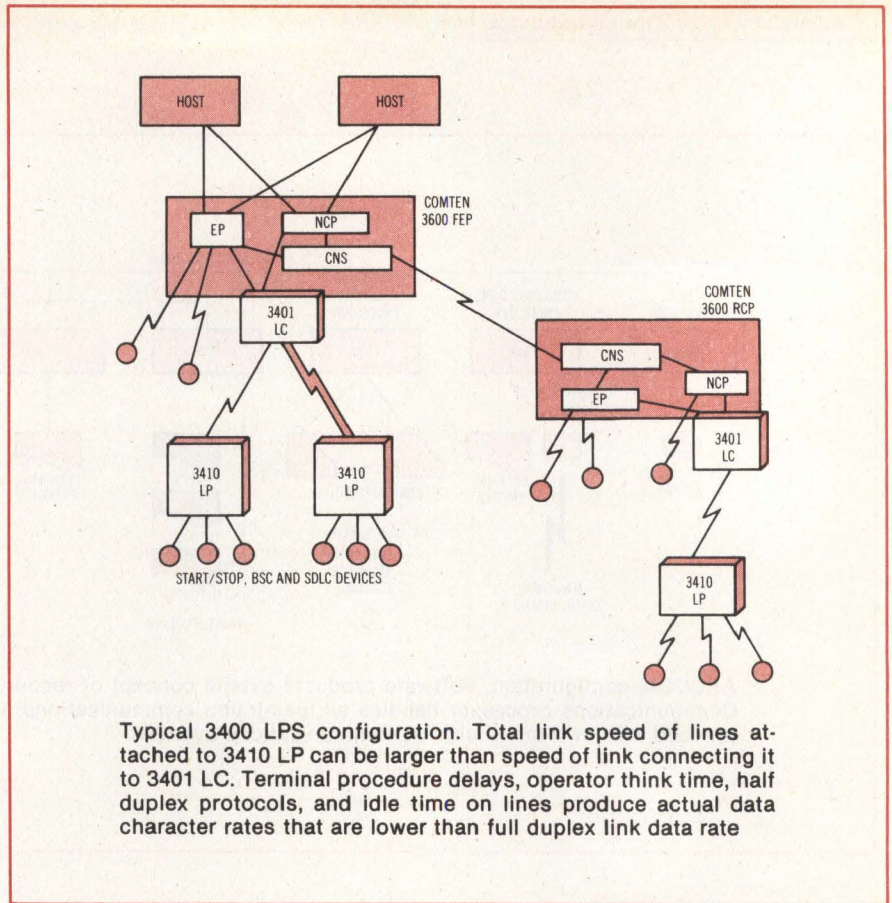 HOST
HOST
COMTEN
3600 FEP
EP
NCP
CNS
3401
LC
COMTEN
3600 RCP
CNS
NCP
EP
3401
LC
3410
LP
3410
LP
START/STOP, BSC AND SDLC DEVICES
3410
LP
Typical 3400 LPS configuration. Total link speed of lines at-
tached to 3410 LP can be larger than speed of link connecting it
to 3401 LC. Terminal procedure delays, operator think time, half
duplex protocols, and idle time on lines produce actual data
character rates that are lower than full duplex link data rate